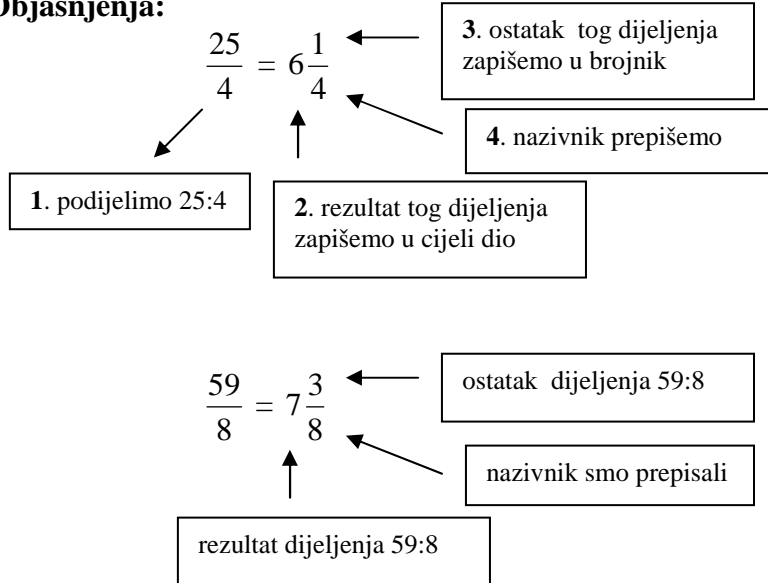 Objašnjenja:
25/4 = 6 1/4
3. ostatak tog dijeljenja
zapišemo u brojnik
4. nazivnik prepišemo
1. podijelimo 25:4
2. rezultat tog dijeljenja
zapišemo u cijeli dio
59/8 = 7 3/8
ostatak dijeljenja 59:8
nazivnik smo prepisali
rezultat dijeljenja 59:8